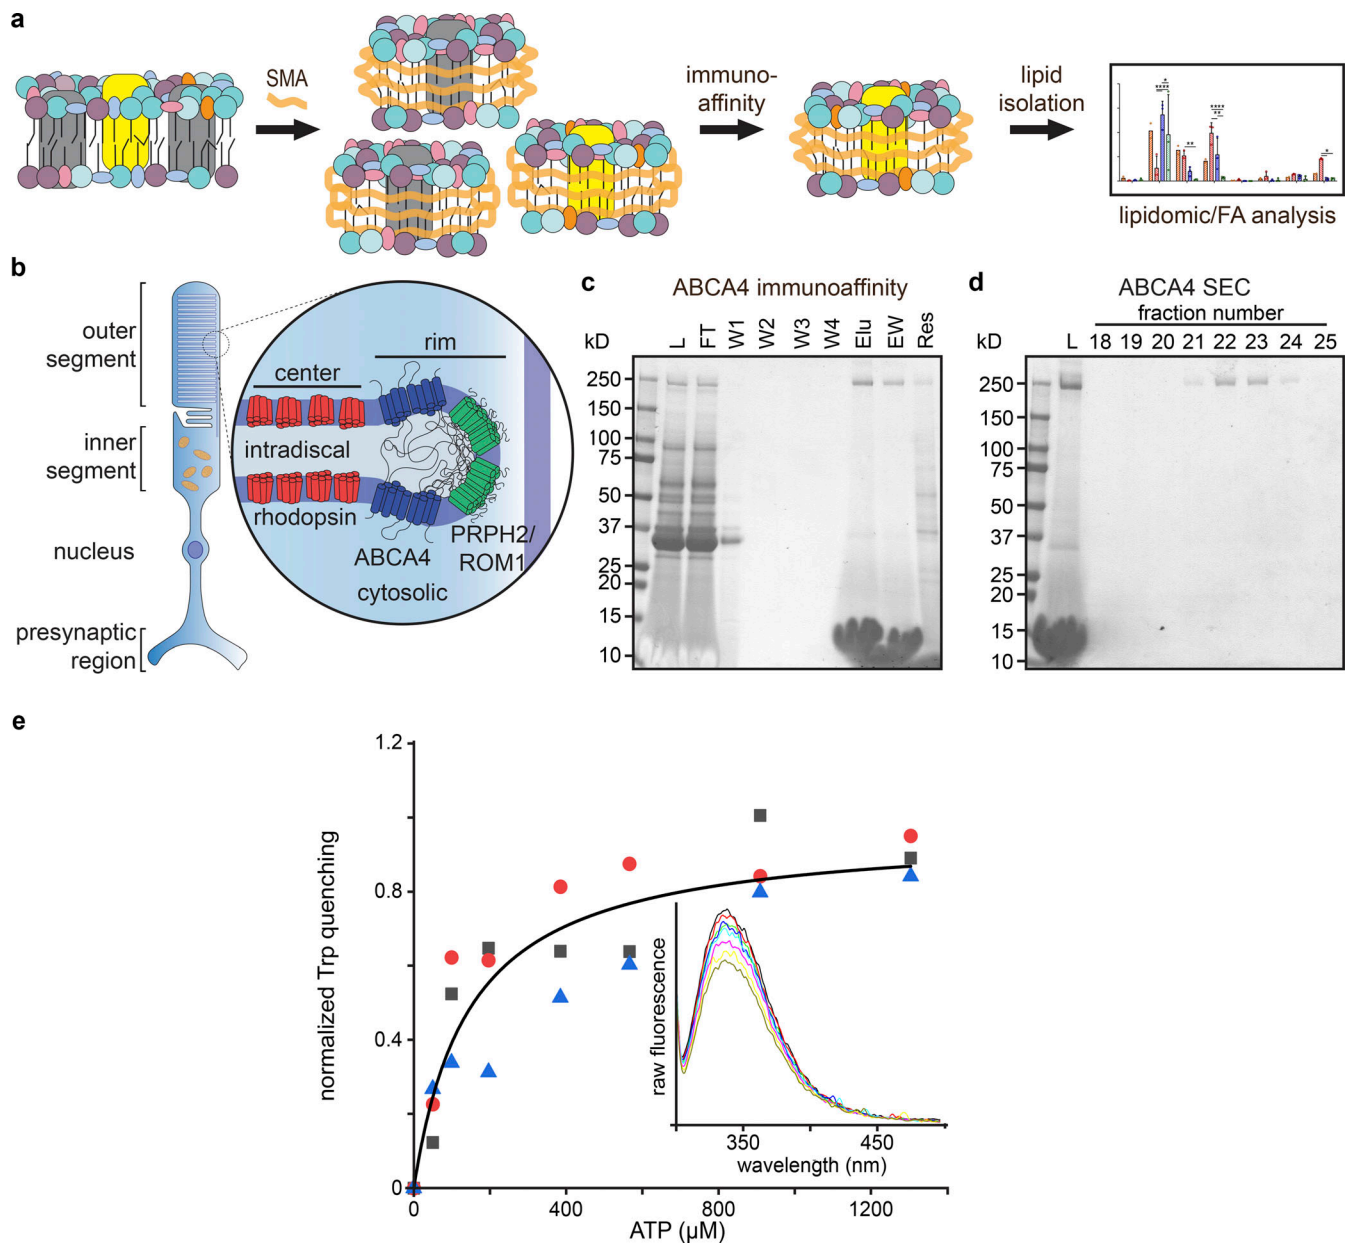 a
SMA
immuno-
affinity
lipid
isolation
lipidomic/FA analysis
b
outer
segment
inner
segment
nucleus
presynaptic
region
rim
center
intradiscal
rhodopsin
ABCA4
PRPH2/
ROM1
cytosolic
c
ABCA4 immunoaffinity
kD
L FT W1 W2 W3 W4 Elu EW Res
250
150
100
75
50
37
25
20
15
10
d
ABCA4 SEC
fraction number
kD
L 18 19 20 21 22 23 24 25
250
150
100
75
50
37
25
20
15
10
e
normalized Trp quenching
1.2
0.8
0.4
0
0 400 800 1200
ATP (µM)
raw fluorescence
350 450
wavelength (nm)